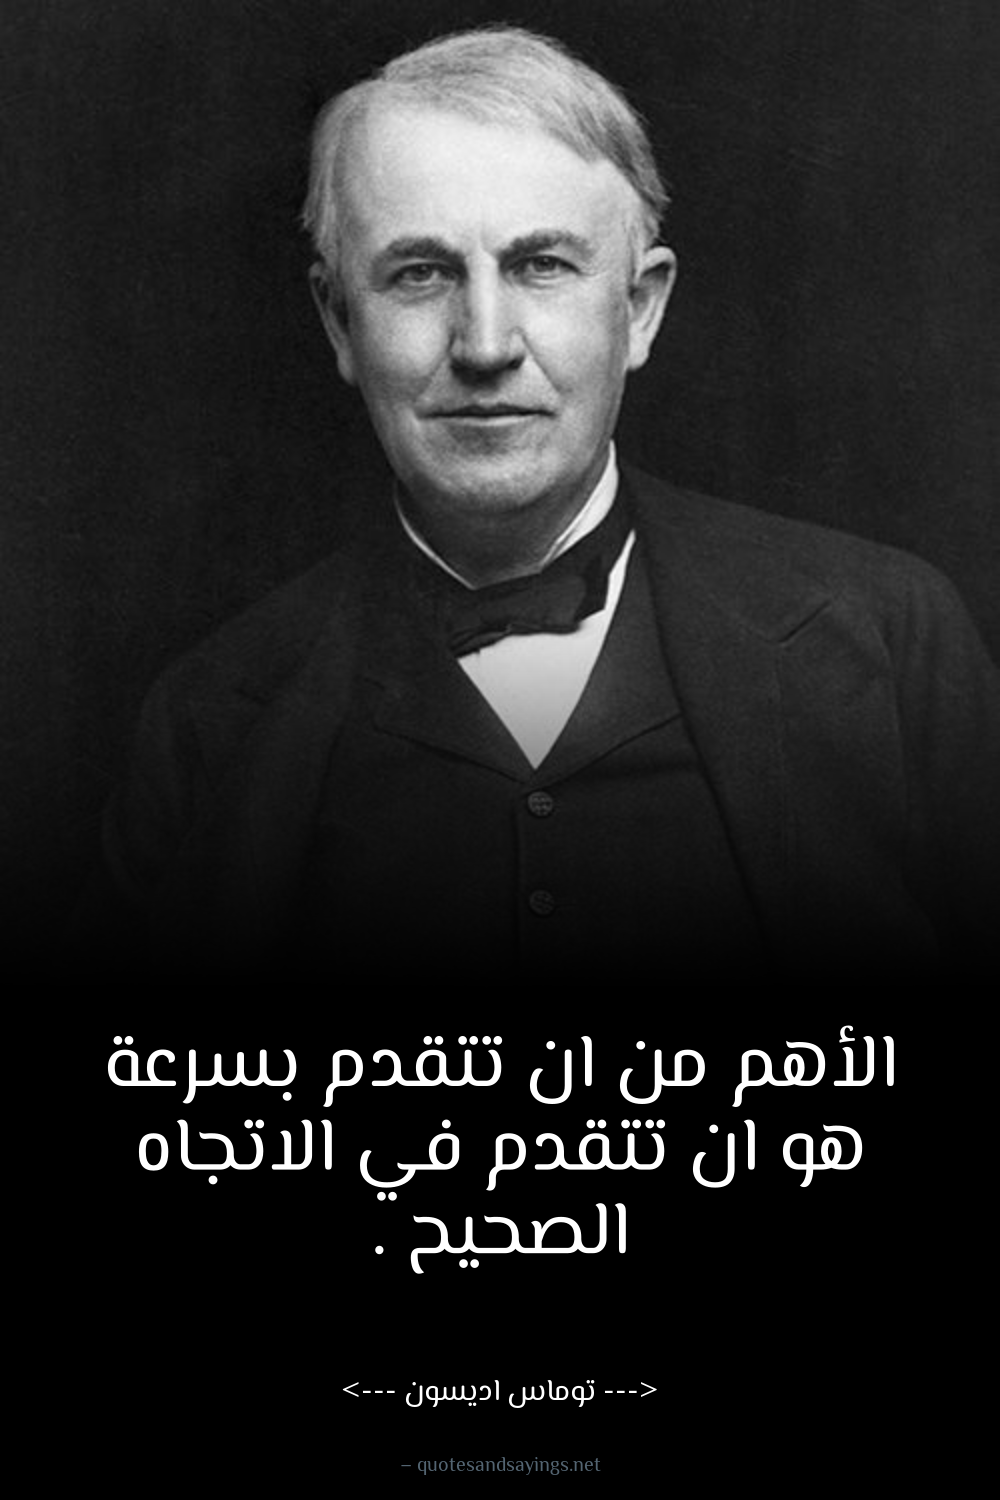 الأهم من ان تتقدم بسرعة
هو ان تتقدم في الاتجاه
الصحيح .
<--- توماس اديسون --->
– quotesandsayings.net